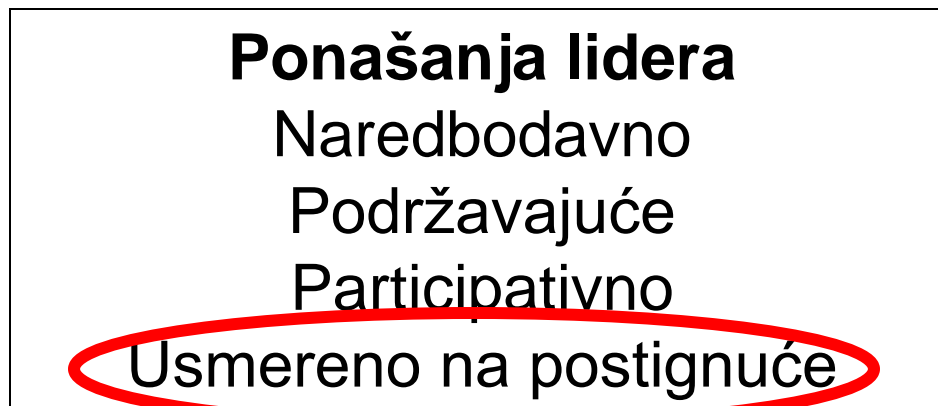 Ponašanja lidera
Naredbodavno
Podržavajuće
Participativno
Usmereno na postignuće